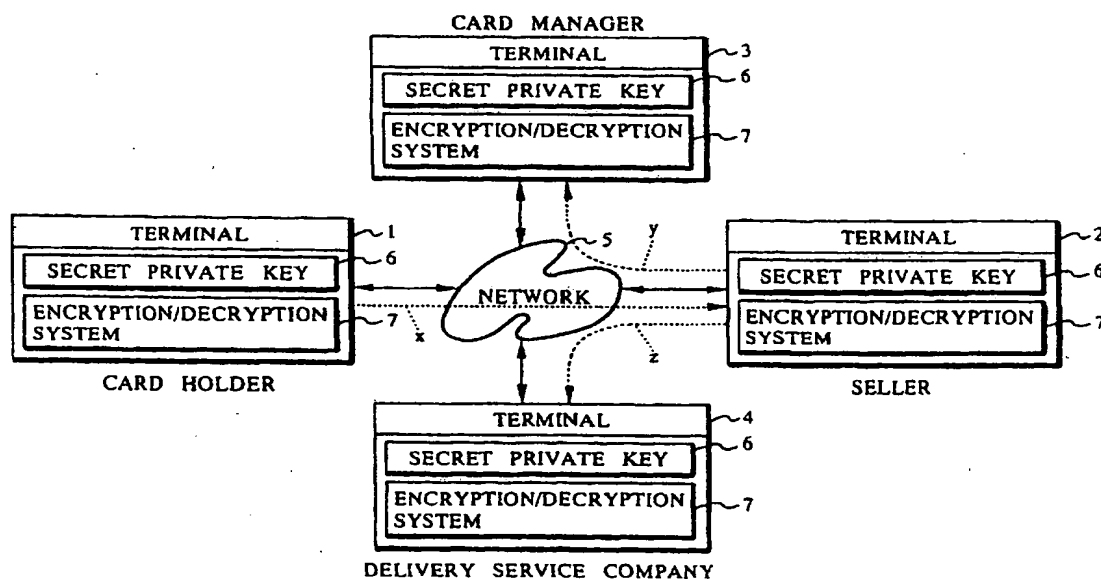 CARD MANAGER
TERMINAL
3
SECRET PRIVATE KEY
6
ENCRYPTION/DECRYPTION
SYSTEM
7
TERMINAL
1
SECRET PRIVATE KEY
6
ENCRYPTION/DECRYPTION
SYSTEM
7
CARD HOLDER
5
y
NETWORK
x
z
TERMINAL
2
SECRET PRIVATE KEY
6
ENCRYPTION/DECRYPTION
SYSTEM
7
SELLER
TERMINAL
4
SECRET PRIVATE KEY
6
ENCRYPTION/DECRYPTION
SYSTEM
7
DELIVERY SERVICE COMPANY